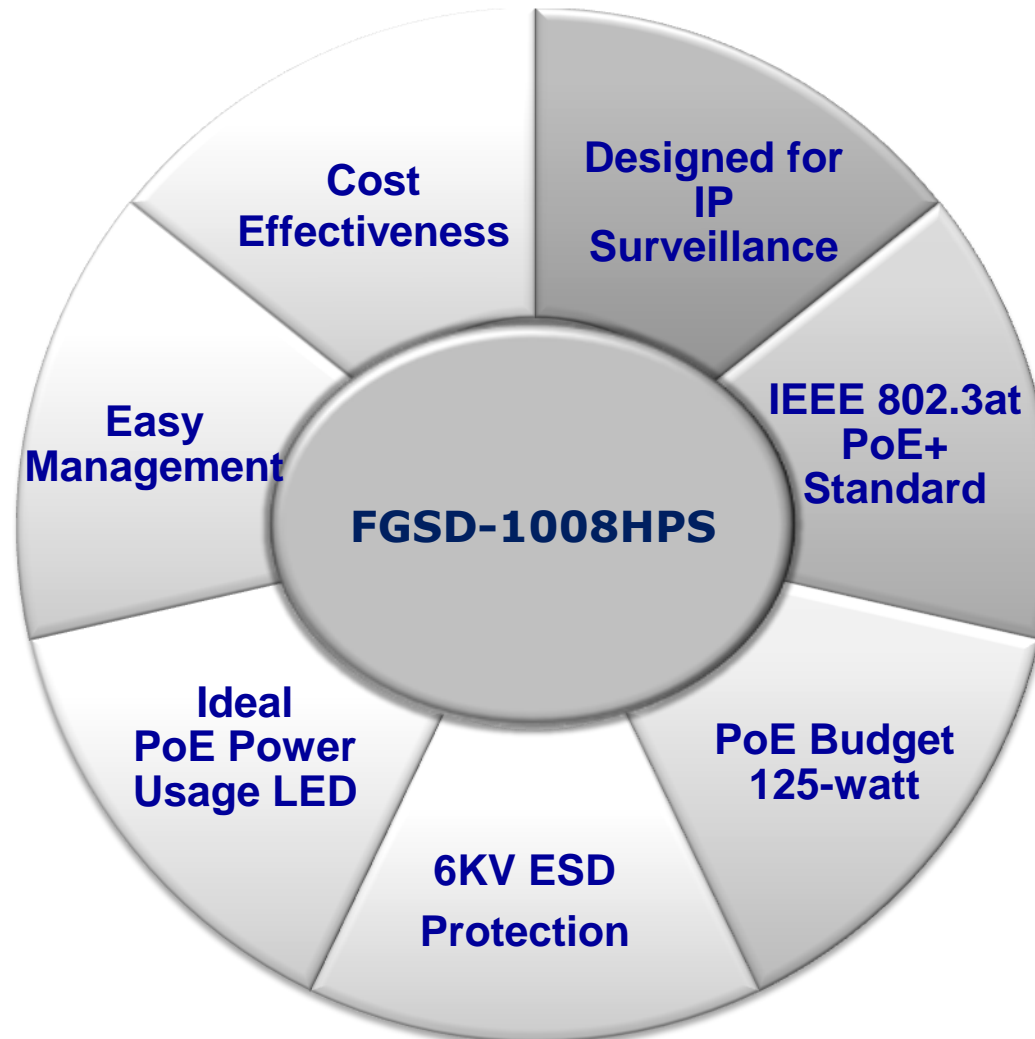 Designed for
IP
Surveillance
IEEE 802.3at
PoE+
Standard
PoE Budget
125-watt
6KV ESD
Protection
Ideal
PoE Power
Usage LED
Easy
Management
Cost
Effectiveness
FGSD-1008HPS